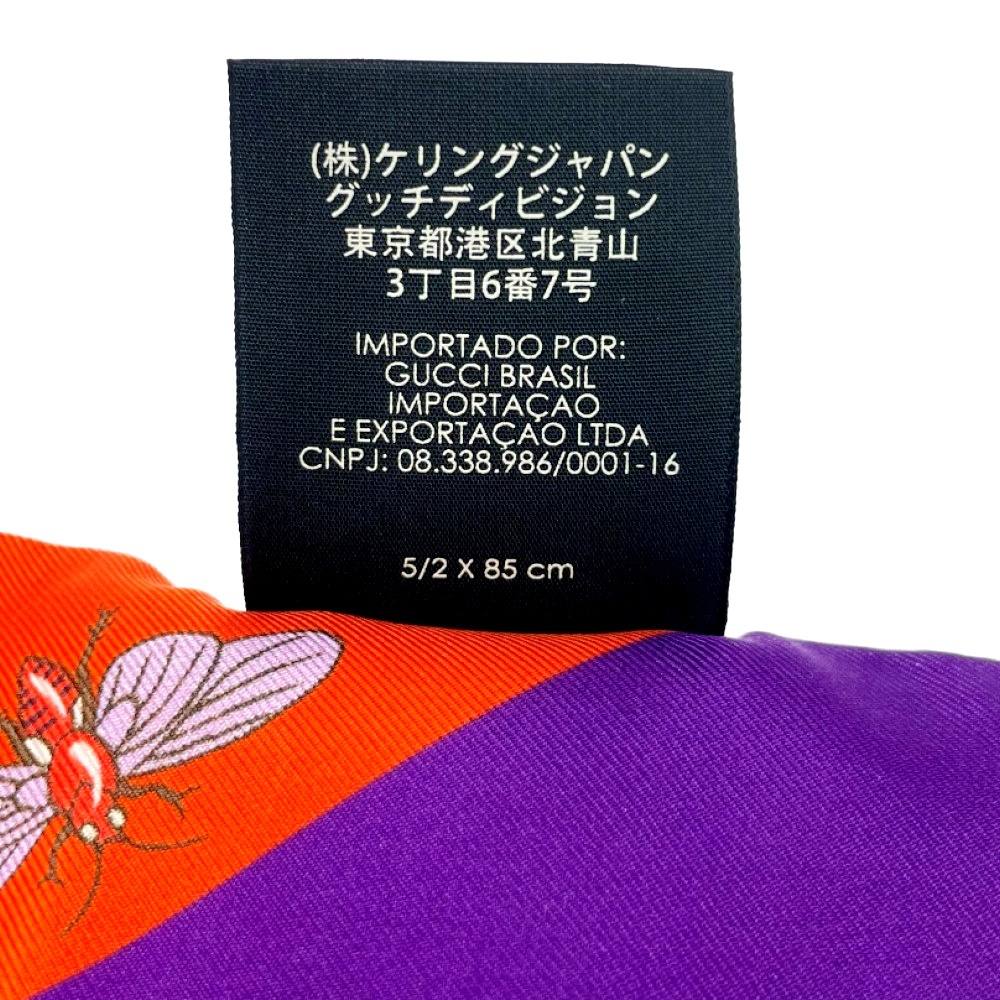 (株)ケリングジャパン
グッチディビジョン
東京都港区北青山
3丁目6番7号
IMPORTADO POR:
GUCCI BRASIL
IMPORTAÇAO
E EXPORTAÇAO LTDA
CNPJ: 08.338.986/0001-16
5/2 X 85 cm